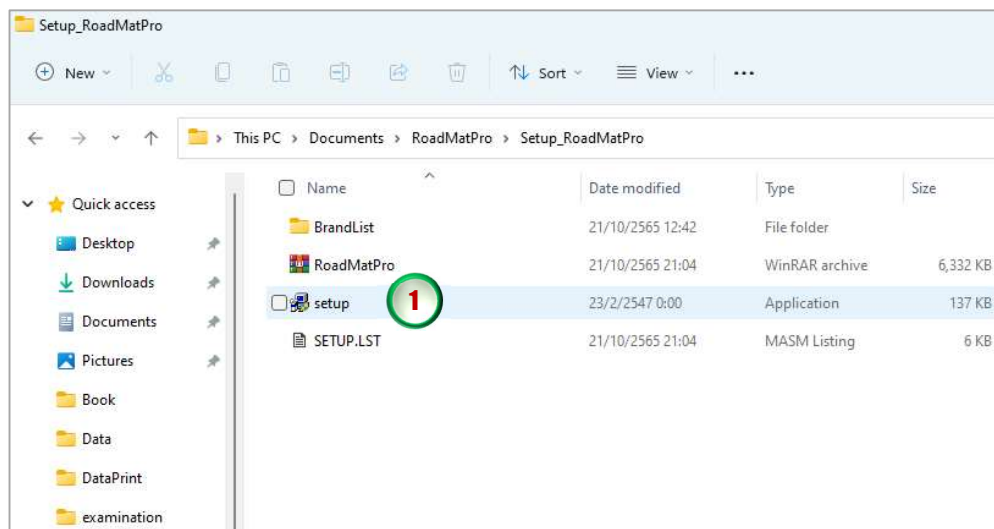 Setup_RoadMatPro
New Sort View
This PC > Documents > RoadMatPro > Setup_RoadMatPro
Name Date modified Type Size
Quick access
Desktop
Downloads
Documents
Pictures
Book
Data
DataPrint
examination
BrandList 21/10/2565 12:42 File folder
RoadMatPro 21/10/2565 21:04 WinRAR archive 6,332 KB
setup 1 23/2/2547 0:00 Application 137 KB
SETUP.LST 21/10/2565 21:04 MASM Listing 6 KB